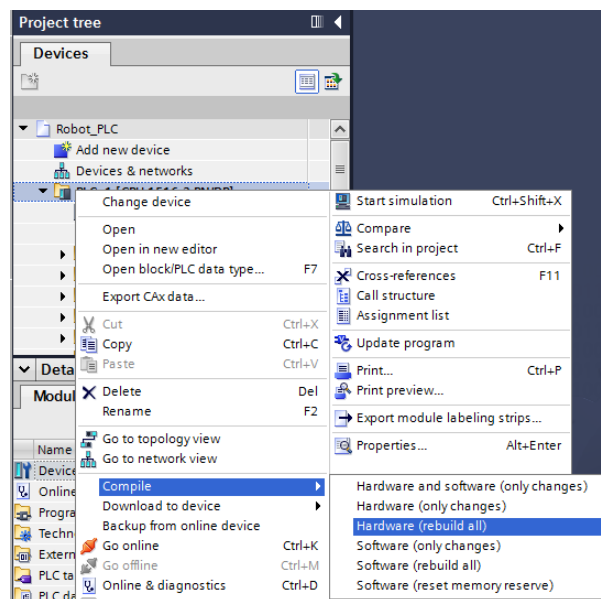 Project tree
Devices
Robot_PLC
Add new device
Devices & networks
Change device
Open
Open in new editor
Open block/PLC data type... F7
Export CAx data...
Cut Ctrl+X
Copy Ctrl+C
Paste Ctrl+V
Delete Del
Rename F2
Go to topology view
Go to network view
Compile
Download to device
Backup from online device
Go online Ctrl+K
Go offline Ctrl+M
Online & diagnostics Ctrl+D
Start simulation Ctrl+Shift+X
Compare
Search in project Ctrl+F
Cross-references F11
Call structure
Assignment list
Update program
Print... Ctrl+P
Print preview...
Export module labeling strips...
Properties... Alt+Enter
Hardware and software (only changes)
Hardware (only changes)
Hardware (rebuild all)
Software (only changes)
Software (rebuild all)
Software (reset memory reserve)
Deta
Modul
Name
Device
Online
Progra
Techn
Extern
PLC ta
PLC da